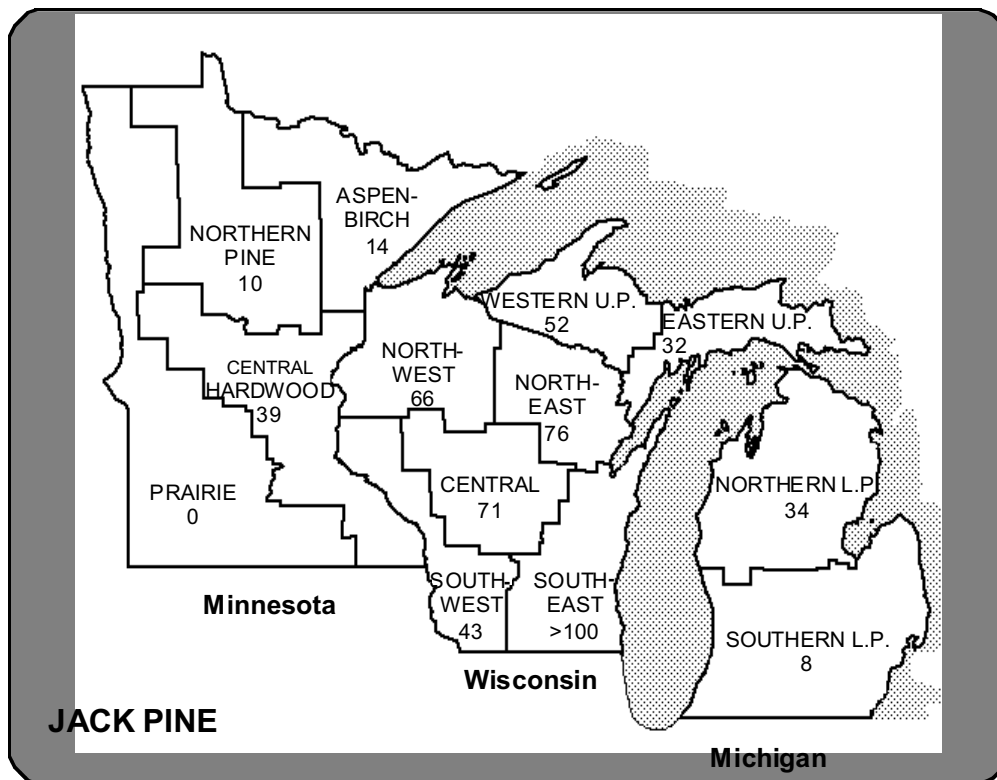 ASPEN-
BIRCH
14
NORTHERN
PINE
10
WESTERN U.P.
52
EASTERN U.P.
32
NORTH-
WEST
66
CENTRAL
HARDWOOD
39
NORTH-
EAST
76
PRAIRIE
0
CENTRAL
71
NORTHERN L.P
34
SOUTH-
WEST
43
SOUTH-
EAST
>100
Minnesota
SOUTHERN L.P.
8
Wisconsin
JACK PINE
Michigan